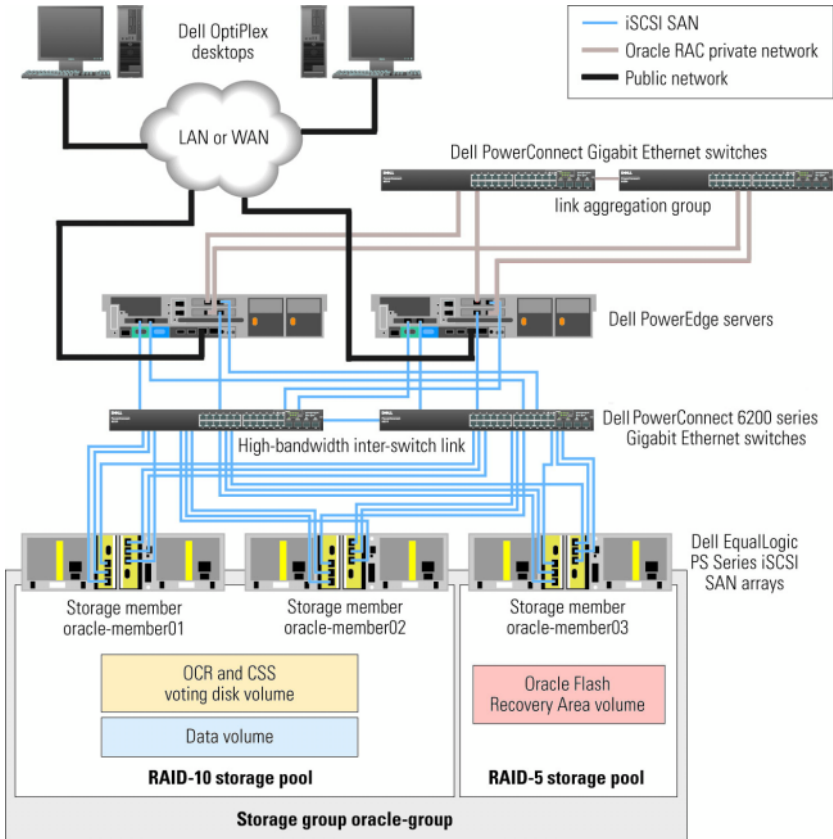 Dell OptiPlex
desktops
iSCSI SAN
Oracle RAC private network
Public network
LAN or WAN
Dell PowerConnect Gigabit Ethernet switches
link aggregation group
Dell PowerEdge servers
High-bandwidth inter-switch link
Dell PowerConnect 6200 series
Gigabit Ethernet switches
Dell EqualLogic
PS Series iSCSI
SAN arrays
Storage member
oracle-member01
Storage member
oracle-member02
Storage member
oracle-member03
OCR and CSS
voting disk volume
Data volume
Oracle Flash
Recovery Area volume
RAID-10 storage pool
RAID-5 storage pool
Storage group oracle-group